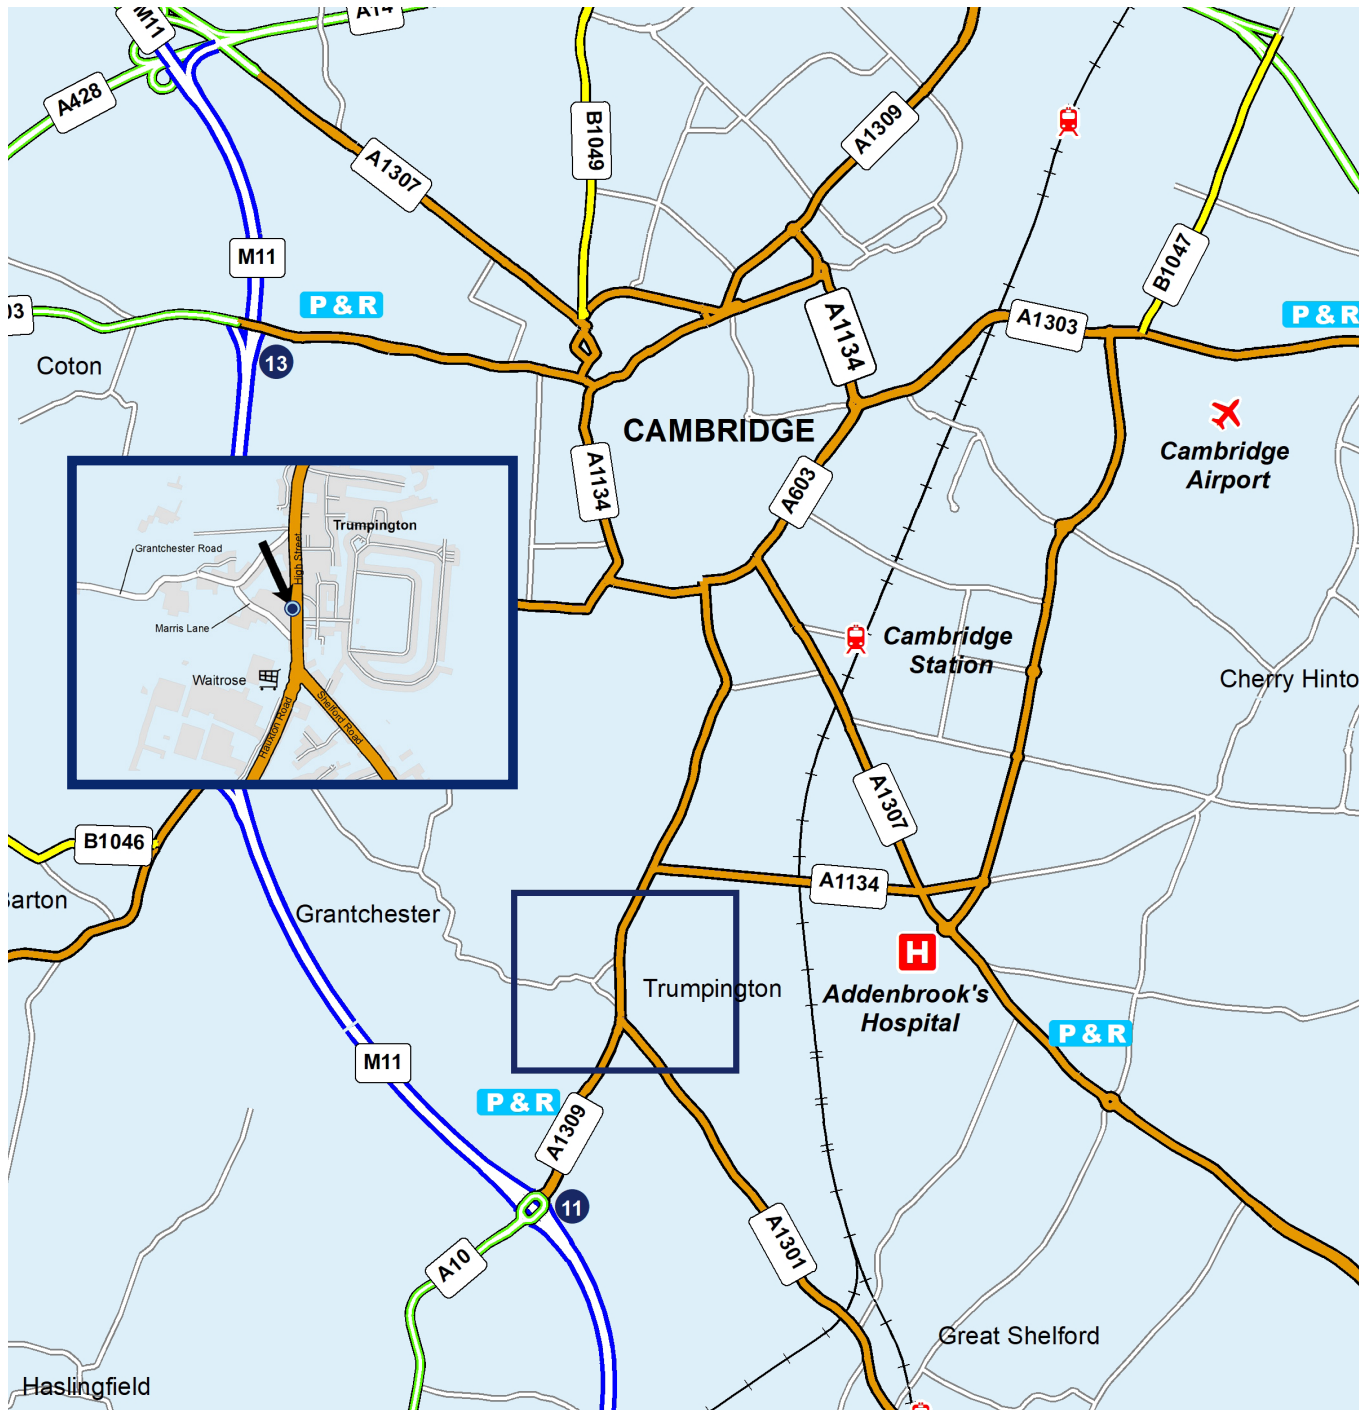 M11
A14
A428
B1049
A1309
A1307
M11
B1047
P & R
03
A1303
P & R
A1134
13
Coton
CAMBRIDGE
Cambridge
Airport
A1134
A603
Trumpington
High Street
Grantchester Road
Marris Lane
Waitrose
Hauxton Road
Shelford Road
Cambridge
Station
Cherry Hinto
A1307
B1046
A1134
Barton
Grantchester
H
Trumpington
Addenbrook's
Hospital
P & R
M11
P & R
A1309
11
A10
A1301
Great Shelford
Haslingfield